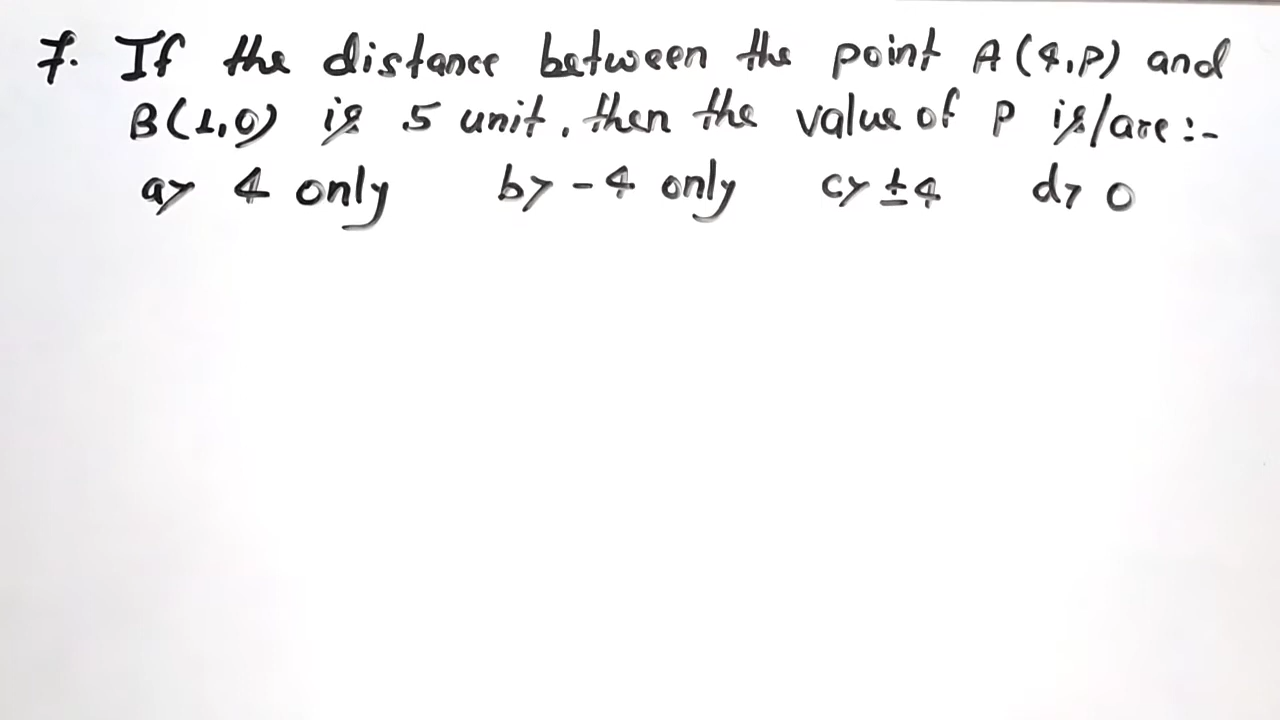 7. If the distance between the point A (4,P) and
B(1,0) is 5 unit, then the value of P is/are :-
a> 4 only b> -4 only c> ±4 d> 0